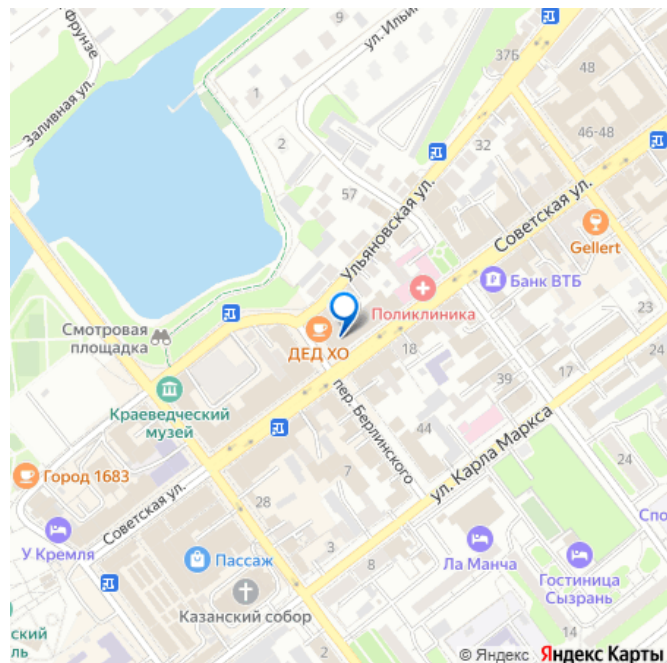 Фрунзе
Заливная ул.
9
ул. Ильи
37Б
48
1
2
32
46-48
57
Ульяновская ул.
Советская ул.
Gellert
Поликлиника
Банк ВТБ
Смотровая
площадка
ДЕД ХО
18
17
23
Краеведческий
музей
пер. Берлинского
39
44
ул. Карла Маркса
24
24
Город 1683
7
28
Советская ул.
Спо
У Кремля
Пассаж
3
8
Ла Манча
Гостиница
Сызрань
Казанский собор
2
14
ский
ль
© Яндекс Яндекс Карты